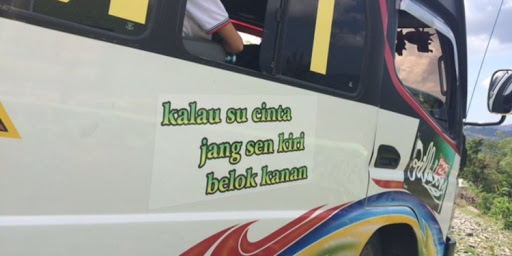 kalau su cinta
jang sen kiri
belok kanan